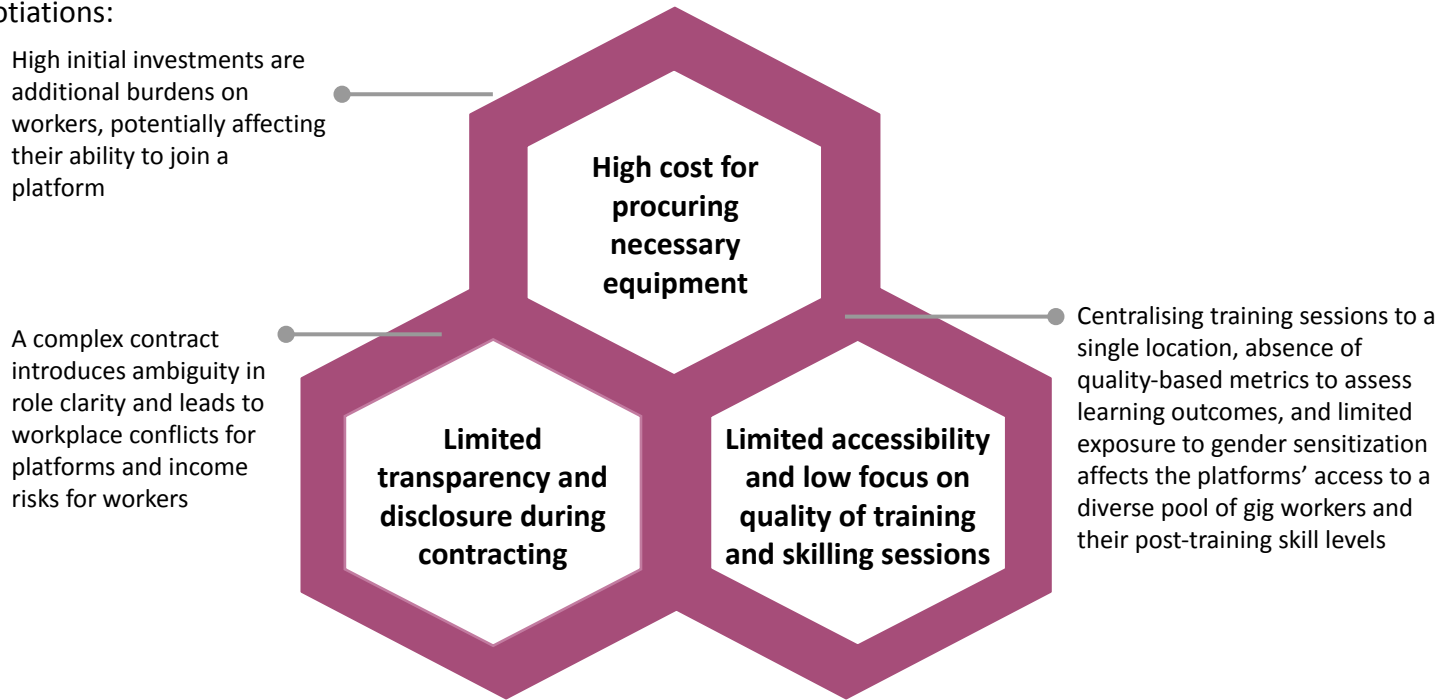 otiations:
High initial investments are
additional burdens on
workers, potentially affecting
their ability to join a
platform
High cost for
procuring
necessary
equipment
A complex contract
introduces ambiguity in
role clarity and leads to
workplace conflicts for
platforms and income
risks for workers
Limited
transparency and
disclosure during
contracting
Limited accessibility
and low focus on
quality of training
and skilling sessions
Centralising training sessions to a
single location, absence of
quality-based metrics to assess
learning outcomes, and limited
exposure to gender sensitization
affects the platforms’ access to a
diverse pool of gig workers and
their post-training skill levels